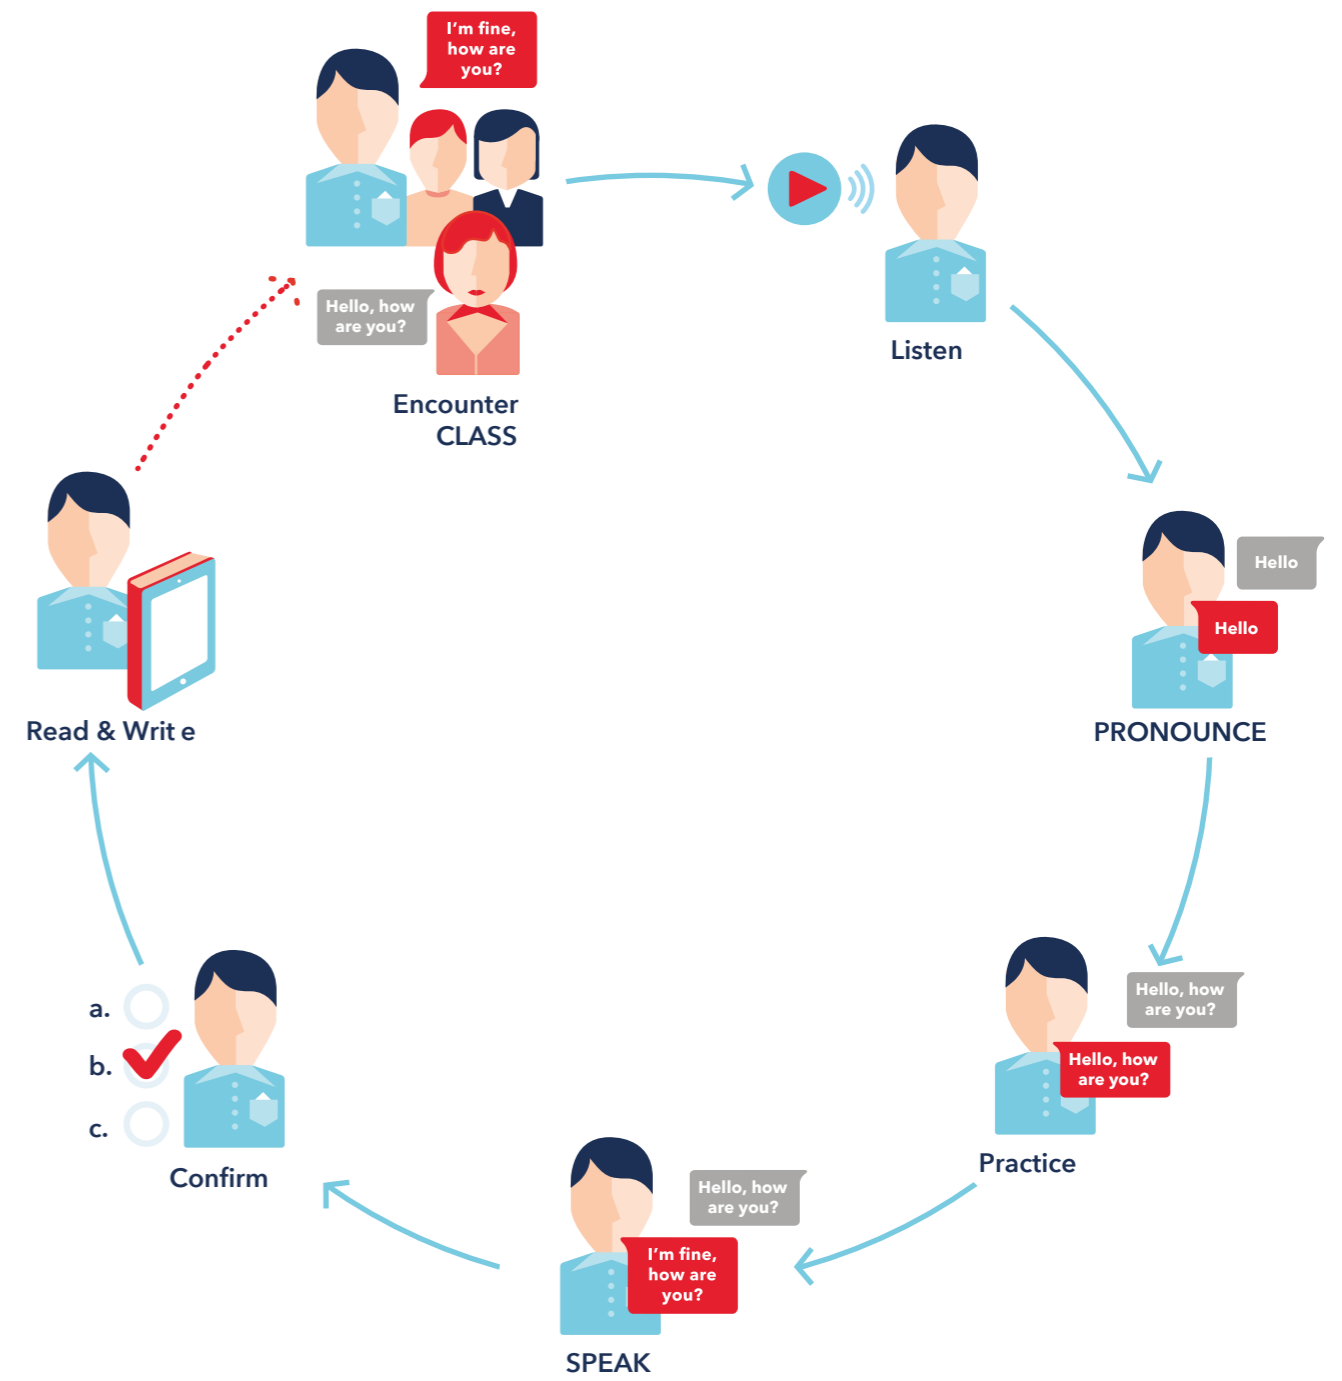 I'm fine,
how are
you?
Hello, how
are you?
Encounter
CLASS
Listen
Hello
Hello
PRONOUNCE
Hello, how
are you?
Hello, how
are you?
Practice
Hello, how
are you?
I'm fine,
how are
you?
SPEAK
a.
b.
c.
Confirm
Read & Write